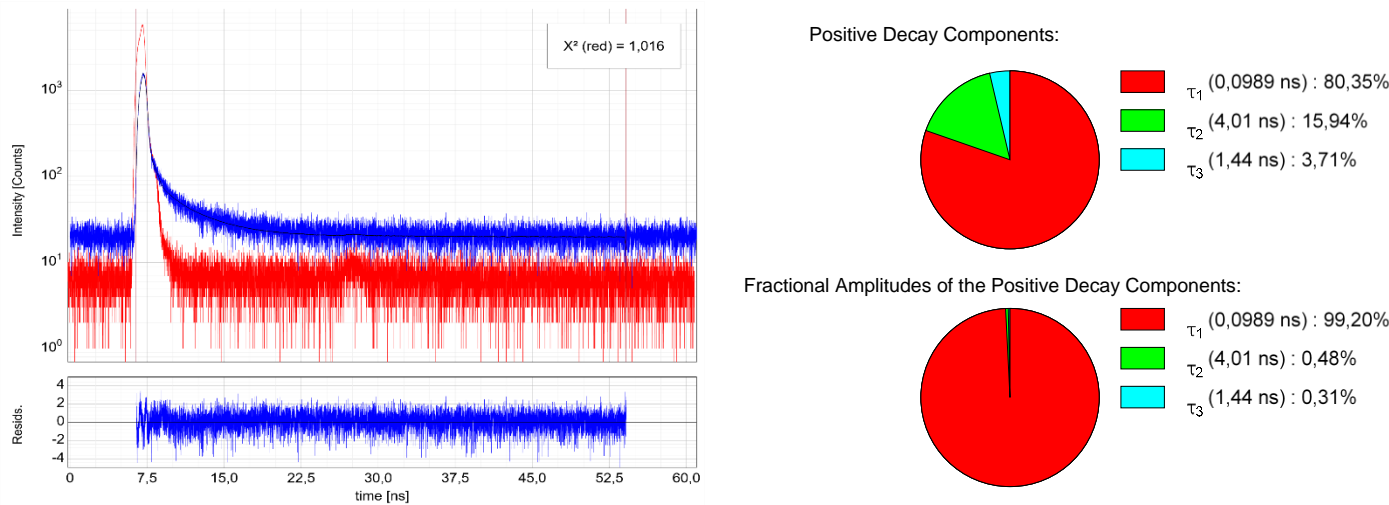 Intensity [Counts]
10³
10²
10¹
10⁰
X² (red) = 1,016
Resids.
4
2
0
-2
-4
0 7,5 15,0 22,5 30,0 37,5 45,0 52,5 60,0
time [ns]
Positive Decay Components:
τ₁ (0,0989 ns) : 80,35%
τ₂ (4,01 ns) : 15,94%
τ₃ (1,44 ns) : 3,71%
Fractional Amplitudes of the Positive Decay Components:
τ₁ (0,0989 ns) : 99,20%
τ₂ (4,01 ns) : 0,48%
τ₃ (1,44 ns) : 0,31%